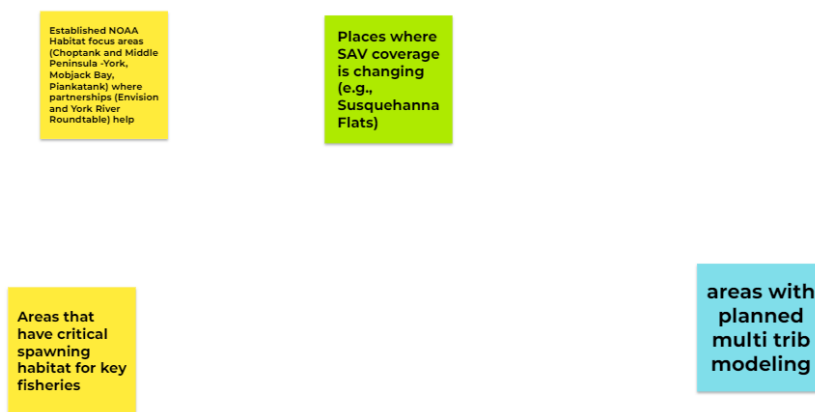 Established NOAA
Habitat focus areas
(Choptank and Middle
Peninsula -York,
Mobjack Bay,
Piankatank) where
partnerships (Envision
and York River
Roundtable) help
Places where
SAV coverage
is changing
(e.g.,
Susquehanna
Flats)
Areas that
have critical
spawning
habitat for key
fisheries
areas with
planned
multi trib
modeling